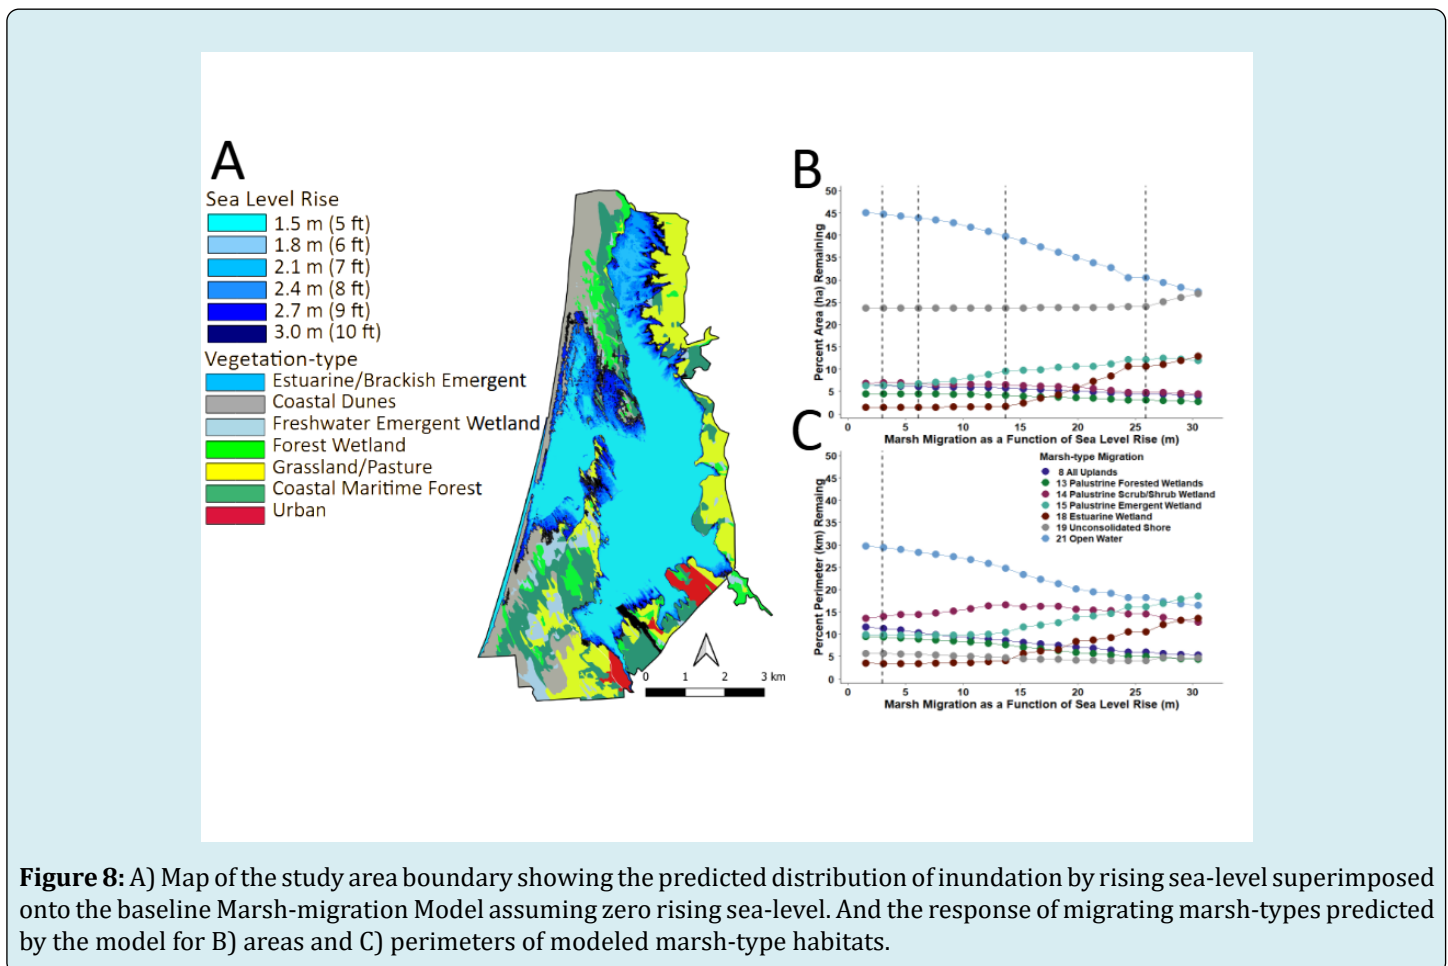 A
Sea Level Rise
1.5 m (5 ft)
1.8 m (6 ft)
2.1 m (7 ft)
2.4 m (8 ft)
2.7 m (9 ft)
3.0 m (10 ft)
Vegetation-type
Estuarine/Brackish Emergent
Coastal Dunes
Freshwater Emergent Wetland
Forest Wetland
Grassland/Pasture
Coastal Maritime Forest
Urban
0 1 2 3 km
B
Percent Area (ha) Remaining
50
45
40
35
30
25
20
15
10
5
0
0 5 10 15 20 25 30
Marsh Migration as a Function of Sea Level Rise (m)
C
Percent Perimeter (km) Remaing
50
45
40
35
30
25
20
15
10
5
0
Marsh-type Migration
8 All Uplands
13 Palustrine Forested Wetlands
14 Palustrine Scrub/Shrub Wetland
15 Palustrine Emergent Wetland
18 Estuarine Wetland
19 Unconsolidated Shore
21 Open Water
0 5 10 15 20 25 30
Marsh Migration as a Function of Sea Level Rise (m)
Figure 8: A) Map of the study area boundary showing the predicted distribution of inundation by rising sea-level superimposed
onto the baseline Marsh-migration Model assuming zero rising sea-level. And the response of migrating marsh-types predicted
by the model for B) areas and C) perimeters of modeled marsh-type habitats.